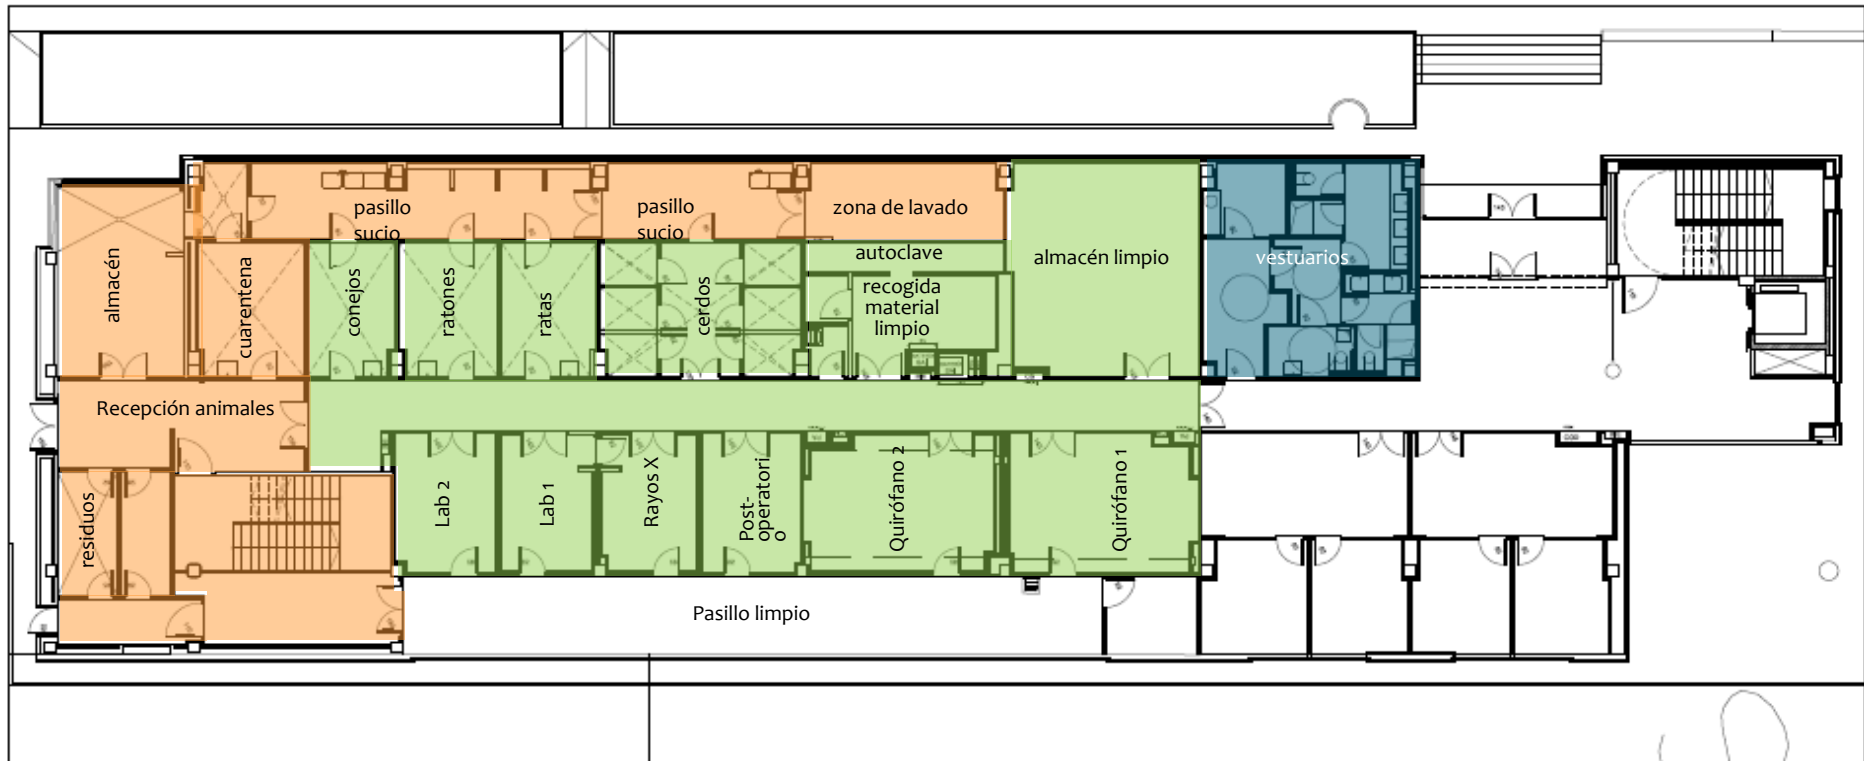 pasillo
sucio
pasillo
sucio
zona de lavado
almacén
cuarentena
conejos
ratones
ratas
cerdos
autoclave
recogida
material
limpio
almacén limpio
vestuarios
Recepción animales
residuos
Lab 2
Lab 1
Rayos X
Post-
operatori
o
Quirófano 2
Quirófano 1
Pasillo limpio